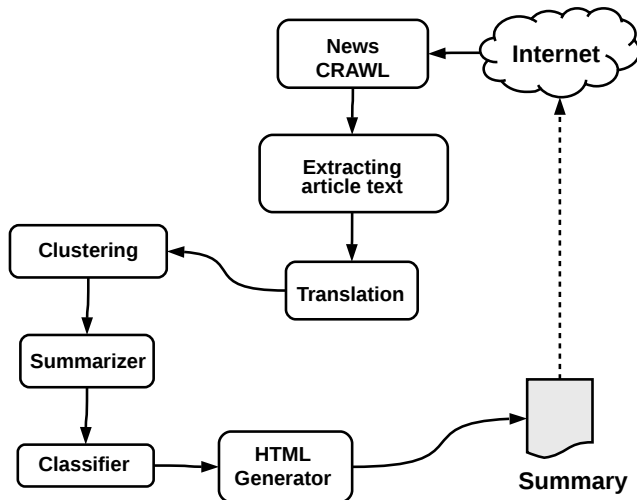 News
CRAWL
Internet
Extracting
article text
Clustering
Translation
Summarizer
Classifier
HTML
Generator
Summary